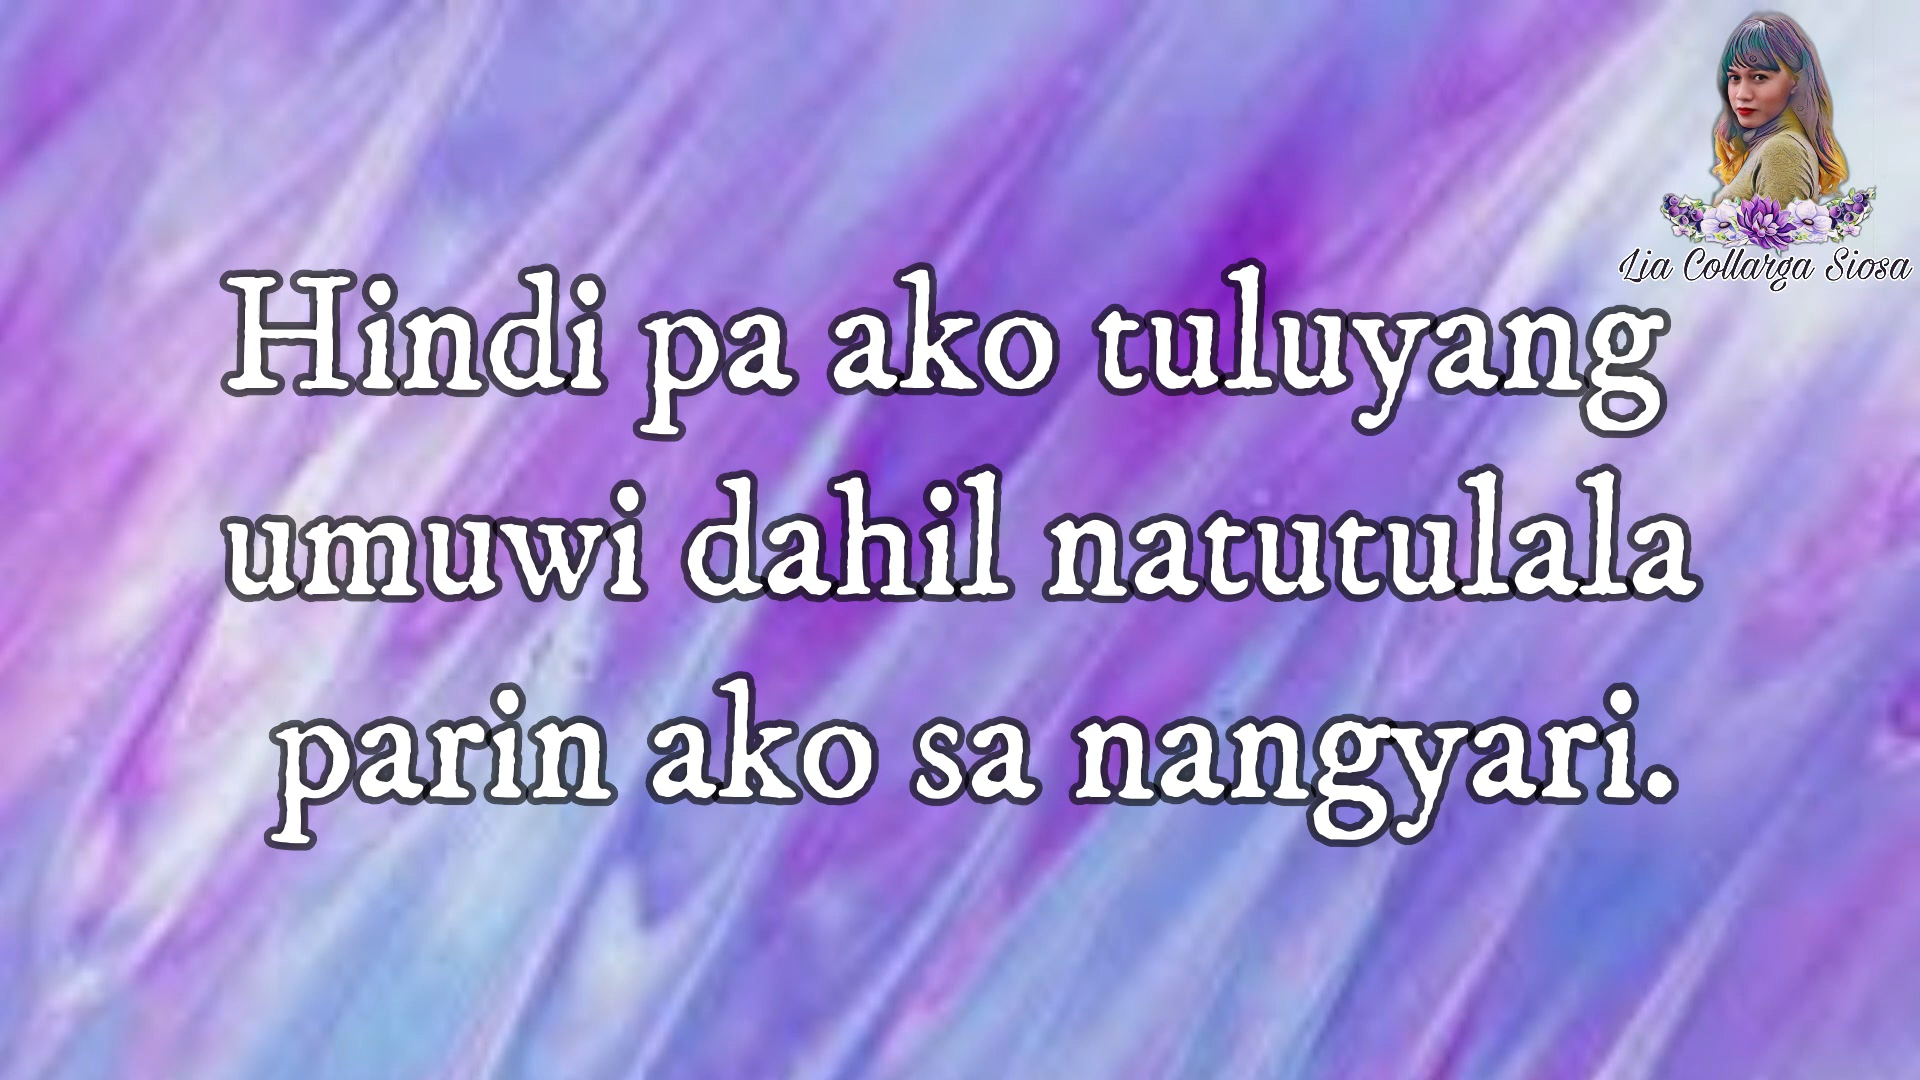 Lia Collarga Siosa
Hindi pa ako tuluyang
umuwi dahil natutulala
parin ako sa nangyari.